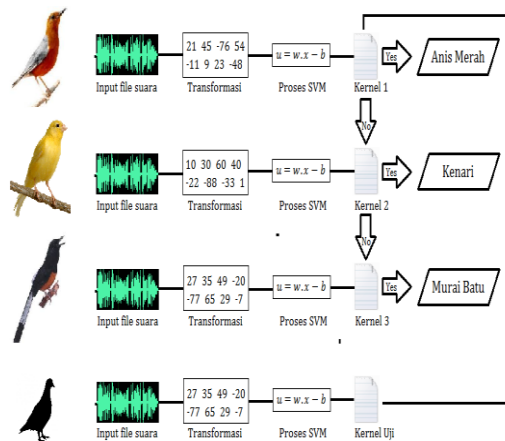 21 45 -76 54
-11 9 23 -48
u = w.x − b
Yes
Anis Merah
Input file suara
Transformasi
Proses SVM
Kernel 1
No
10 30 60 40
-22 -88 -33 1
u = w.x − b
Yes
Kenari
Input file suara
Transformasi
Proses SVM
Kernel 2
No
27 35 49 -20
-77 65 29 -7
u = w.x − b
Yes
Murai Batu
Input file suara
Transformasi
Proses SVM
Kernel 3
27 35 49 -20
-77 65 29 -7
u = w.x − b
Input file suara
Transformasi
Proses SVM
Kernel Uji